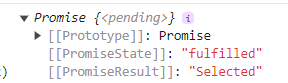 Promise {<pending>} i
[[Prototype]]: Promise
[[PromiseState]]: "fulfilled"
[[PromiseResult]]: "Selected"
)